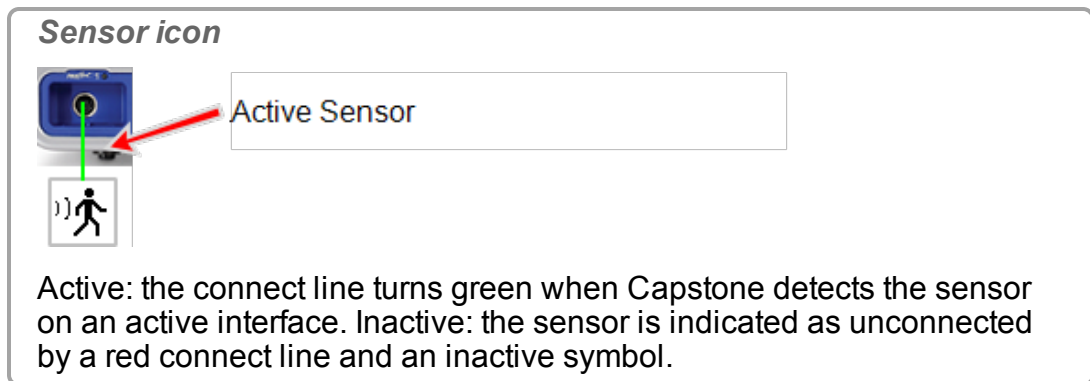 Sensor icon
Active Sensor
Active: the connect line turns green when Capstone detects the sensor
on an active interface. Inactive: the sensor is indicated as unconnected
by a red connect line and an inactive symbol.